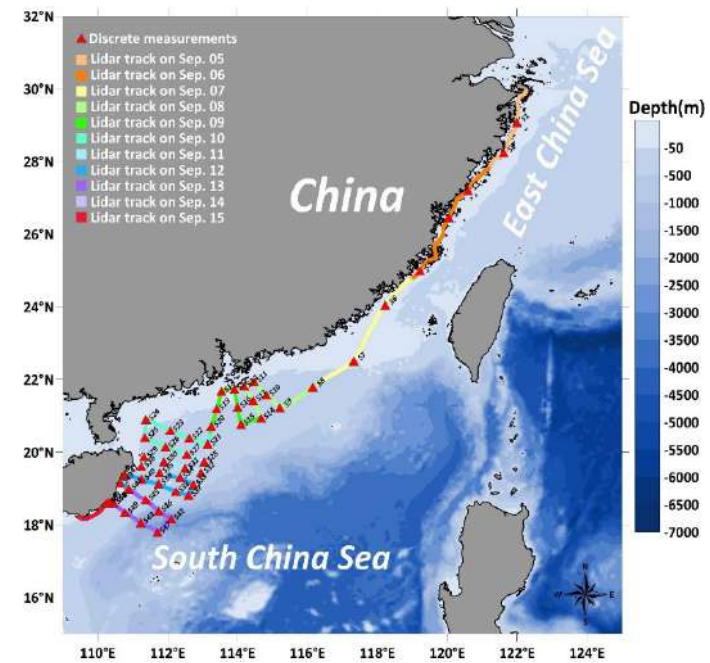 32°N
30°N
28°N
26°N
24°N
22°N
20°N
18°N
16°N
Discrete measurements
Lidar track on Sep. 05
Lidar track on Sep. 06
Lidar track on Sep. 07
Lidar track on Sep. 08
Lidar track on Sep. 09
Lidar track on Sep. 10
Lidar track on Sep. 11
Lidar track on Sep. 12
Lidar track on Sep. 13
Lidar track on Sep. 14
Lidar track on Sep. 15
China
East China Sea
South China Sea
N
W
E
S
110°E
112°E
114°E
116°E
118°E
120°E
122°E
124°E
Depth(m)
-50
-500
-1000
-1500
-2000
-2500
-3000
-3500
-4000
-4500
-5000
-5500
-6000
-6500
-7000